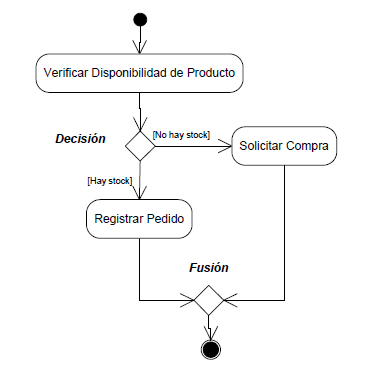 Verificar Disponibilidad de Producto
Decisión
[No hay stock]
Solicitar Compra
[Hay stock]
Registrar Pedido
Fusión